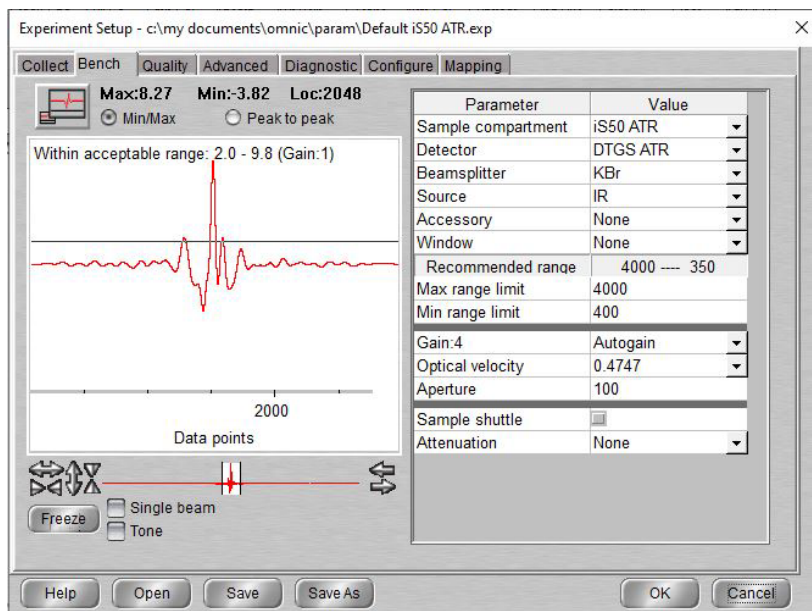 Experiment Setup - c:\my documents\omnic\param\Default iS50 ATR.exp
Collect Bench Quality Advanced Diagnostic Configure Mapping
Max:8.27 Min:-3.82 Loc:2048
Min/Max Peak to peak
Within acceptable range: 2.0 - 9.8 (Gain:1)
2000
Data points
Freeze
Single beam
Tone
Parameter Value
Sample compartment iS50 ATR
Detector DTGS ATR
Beamsplitter KBr
Source IR
Accessory None
Window None
Recommended range 4000 ---- 350
Max range limit 4000
Min range limit 400
Gain:4 Autogain
Optical velocity 0.4747
Aperture 100
Sample shuttle
Attenuation None
Help Open Save Save As OK Cancel